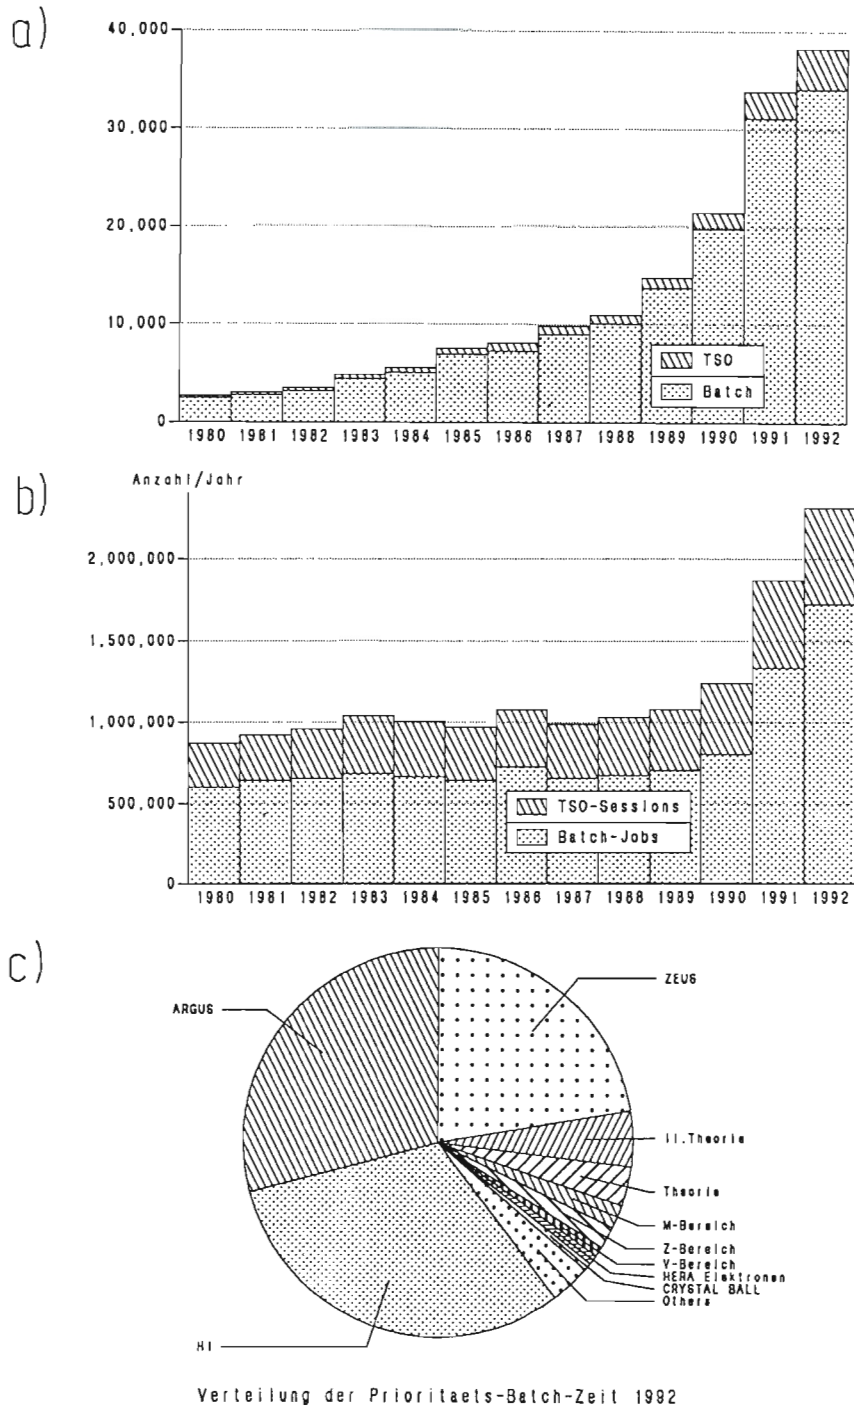 a)
40,000
30,000
20,000
10,000
0
TSO
Batch
1980 1981 1982 1983 1984 1985 1986 1987 1988 1989 1990 1991 1992
b)
Anzahl/Jahr
2,000,000
1,500,000
1,000,000
500,000
0
TSO-Sessions
Batch-Jobs
1980 1981 1982 1983 1984 1985 1986 1987 1988 1989 1990 1991 1992
c)
ZEUS
ARGUS
II.Theorie
Theorie
M-Bereich
Z-Bereich
V-Bereich
HERA Elektronen
CRYSTAL BALL
Others
H1
Verteilung der Prioritaets-Batch-Zeit 1992